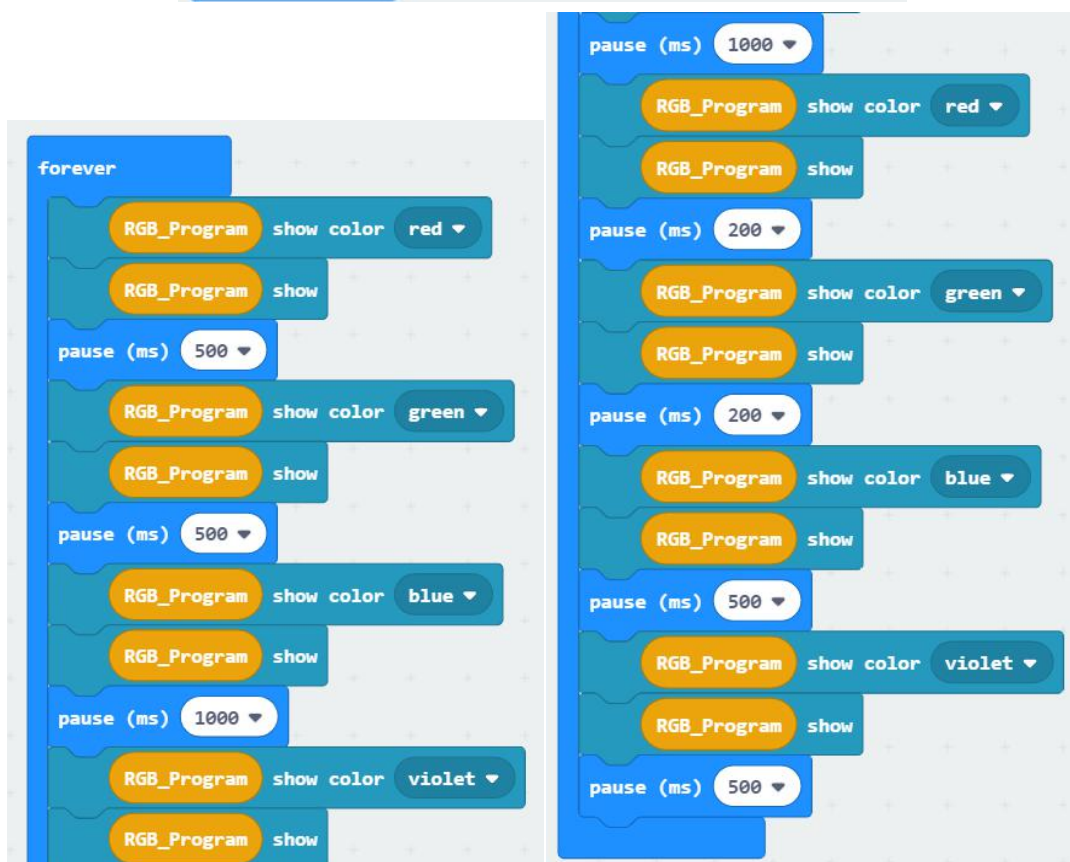 forever
RGB_Program show color red
RGB_Program show
pause (ms) 500
RGB_Program show color green
RGB_Program show
pause (ms) 500
RGB_Program show color blue
RGB_Program show
pause (ms) 1000
RGB_Program show color violet
RGB_Program show
pause (ms) 1000
RGB_Program show color red
RGB_Program show
pause (ms) 200
RGB_Program show color green
RGB_Program show
pause (ms) 200
RGB_Program show color blue
RGB_Program show
pause (ms) 500
RGB_Program show color violet
RGB_Program show
pause (ms) 500